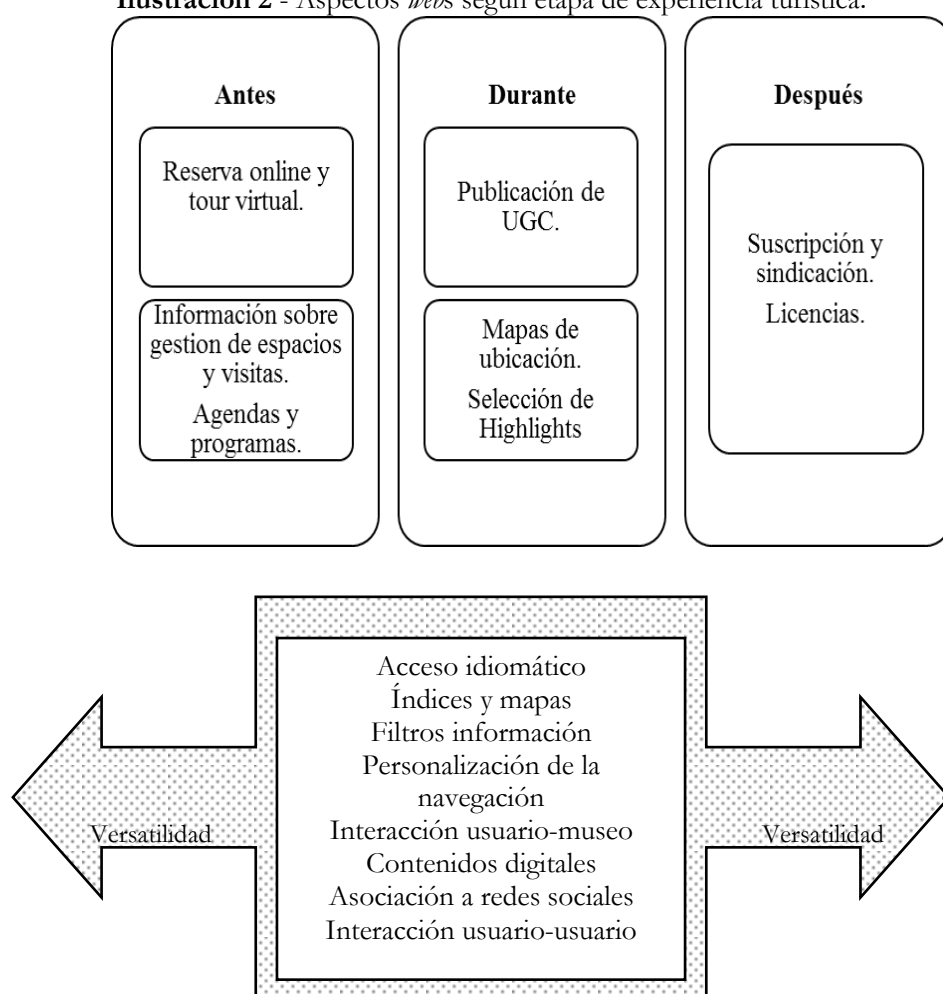 Ilustración 2 - Aspectos webs según etapa de experiencia turística.
Antes
Reserva online y
tour virtual.
Información sobre
gestion de espacios
y visitas.
Agendas y
programas.
Durante
Publicación de
UGC.
Mapas de
ubicación.
Selección de
Highlights
Después
Suscripción y
sindicación.
Licencias.
Acceso idiomático
Índices y mapas
Filtros información
Personalización de la
navegación
Interacción usuario-museo
Contenidos digitales
Asociación a redes sociales
Interacción usuario-usuario
Versatilidad
Versatilidad